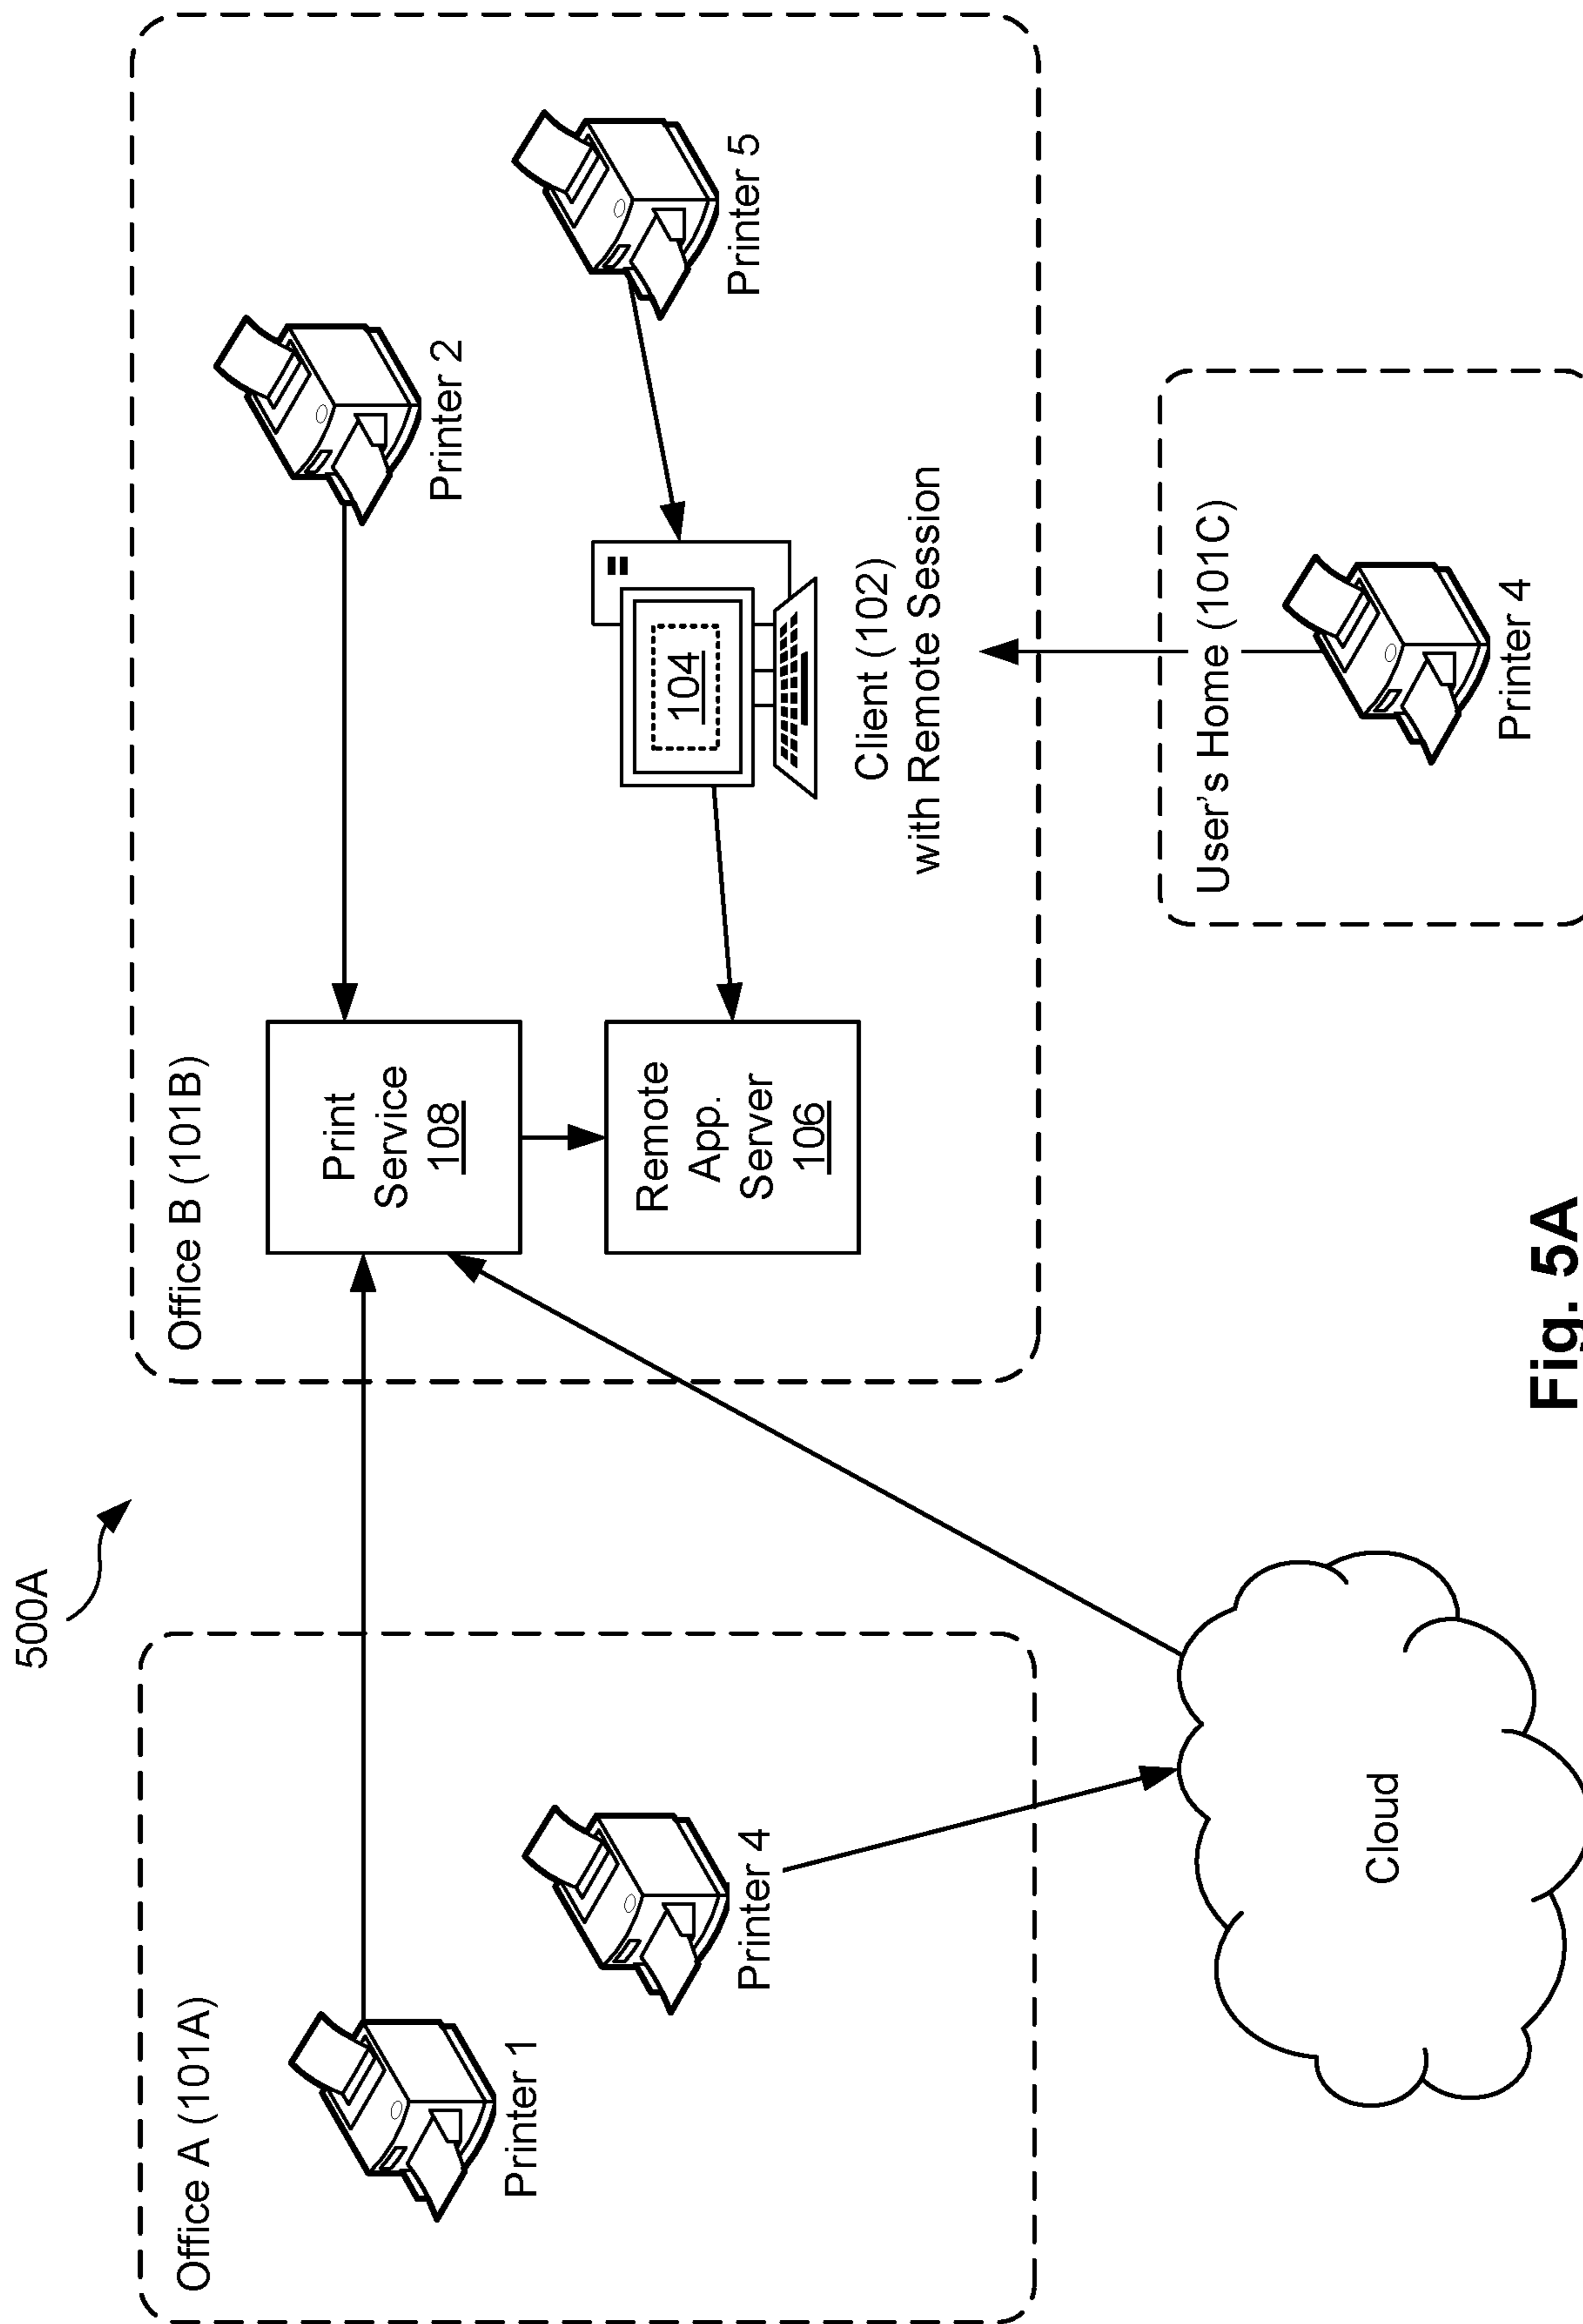 500A
Office A (101A)
Printer 1
Printer 4
Cloud
Office B (101B)
Print
Service
108
Remote
App.
Server
106
Printer 2
104
Client (102)
with Remote Session
Printer 5
User's Home (101C)
Printer 4
Fig. 5A